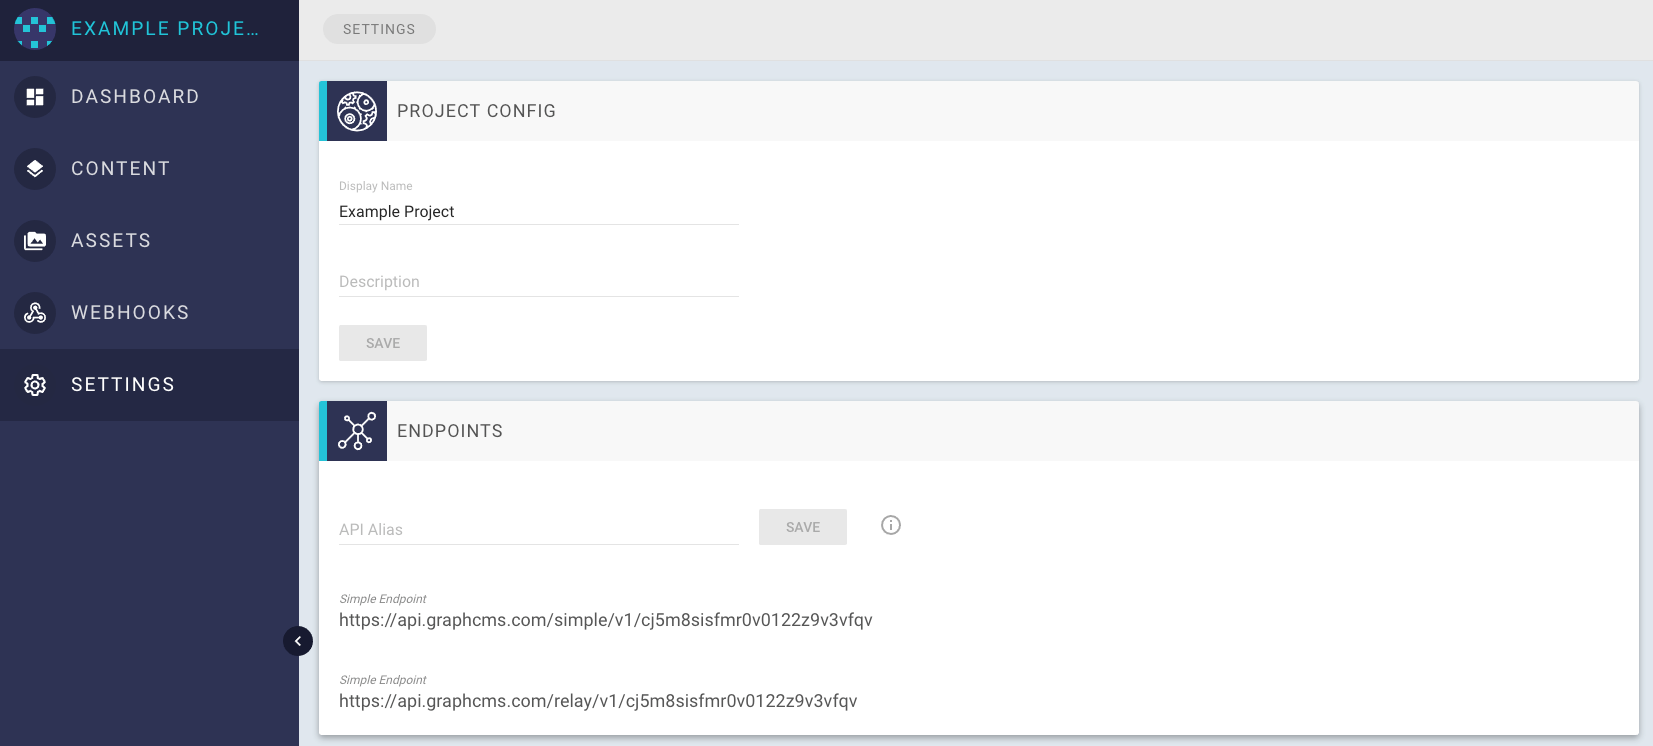 EXAMPLE PROJE...
DASHBOARD
CONTENT
ASSETS
WEBHOOKS
SETTINGS
SETTINGS
PROJECT CONFIG
Display Name
Example Project
Description
SAVE
ENDPOINTS
API Alias
SAVE
Simple Endpoint
https://api.graphcms.com/simple/v1/cj5m8sisfmr0v0122z9v3vfqv
Simple Endpoint
https://api.graphcms.com/relay/v1/cj5m8sisfmr0v0122z9v3vfqv